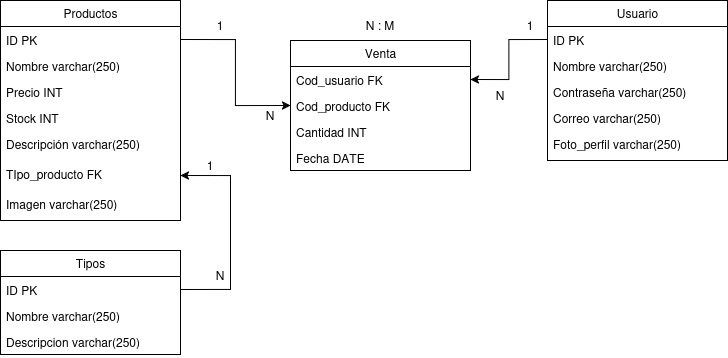 Productos
ID PK
Nombre varchar(250)
Precio INT
Stock INT
Descripción varchar(250)
TIpo_producto FK
Imagen varchar(250)
1
N
N : M
Venta
Cod_usuario FK
Cod_producto FK
Cantidad INT
Fecha DATE
1
N
Usuario
ID PK
Nombre varchar(250)
Contraseña varchar(250)
Correo varchar(250)
Foto_perfil varchar(250)
1
N
Tipos
ID PK
Nombre varchar(250)
Descripcion varchar(250)